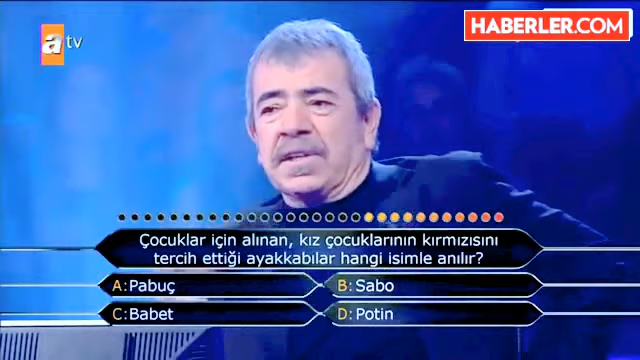 atv
HABERLER.COM
Çocuklar için alınan, kız çocuklarının kırmızısını
tercih ettiği ayakkabılar hangi isimle anılır?
A:Pabuç
B:Sabo
C:Babet
D:Potin